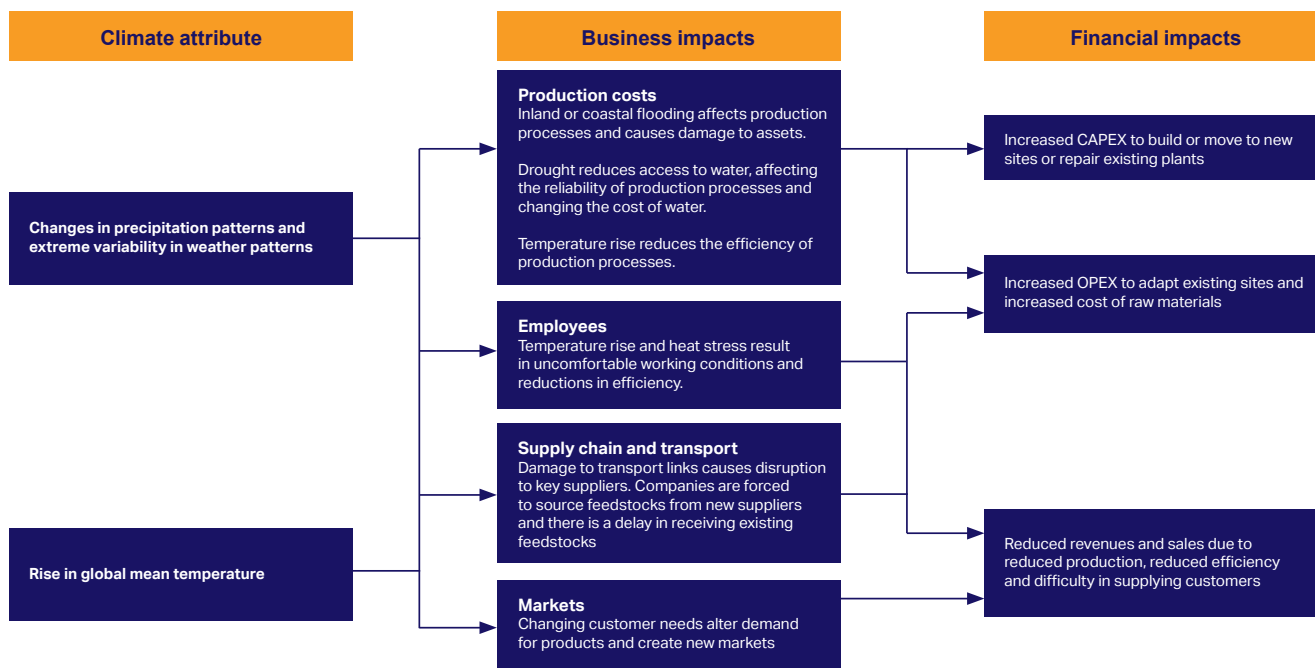 Climate attribute
Business impacts
Financial impacts
Changes in precipitation patterns and
extreme variability in weather patterns
Rise in global mean temperature
Production costs
Inland or coastal flooding affects production
processes and causes damage to assets.
Drought reduces access to water, affecting
the reliability of production processes and
changing the cost of water.
Temperature rise reduces the efficiency of
production processes.
Employees
Temperature rise and heat stress result
in uncomfortable working conditions and
reductions in efficiency.
Supply chain and transport
Damage to transport links causes disruption
to key suppliers. Companies are forced
to source feedstocks from new suppliers
and there is a delay in receiving existing
feedstocks
Markets
Changing customer needs alter demand
for products and create new markets
Increased CAPEX to build or move to new
sites or repair existing plants
Increased OPEX to adapt existing sites and
increased cost of raw materials
Reduced revenues and sales due to
reduced production, reduced efficiency
and difficulty in supplying customers